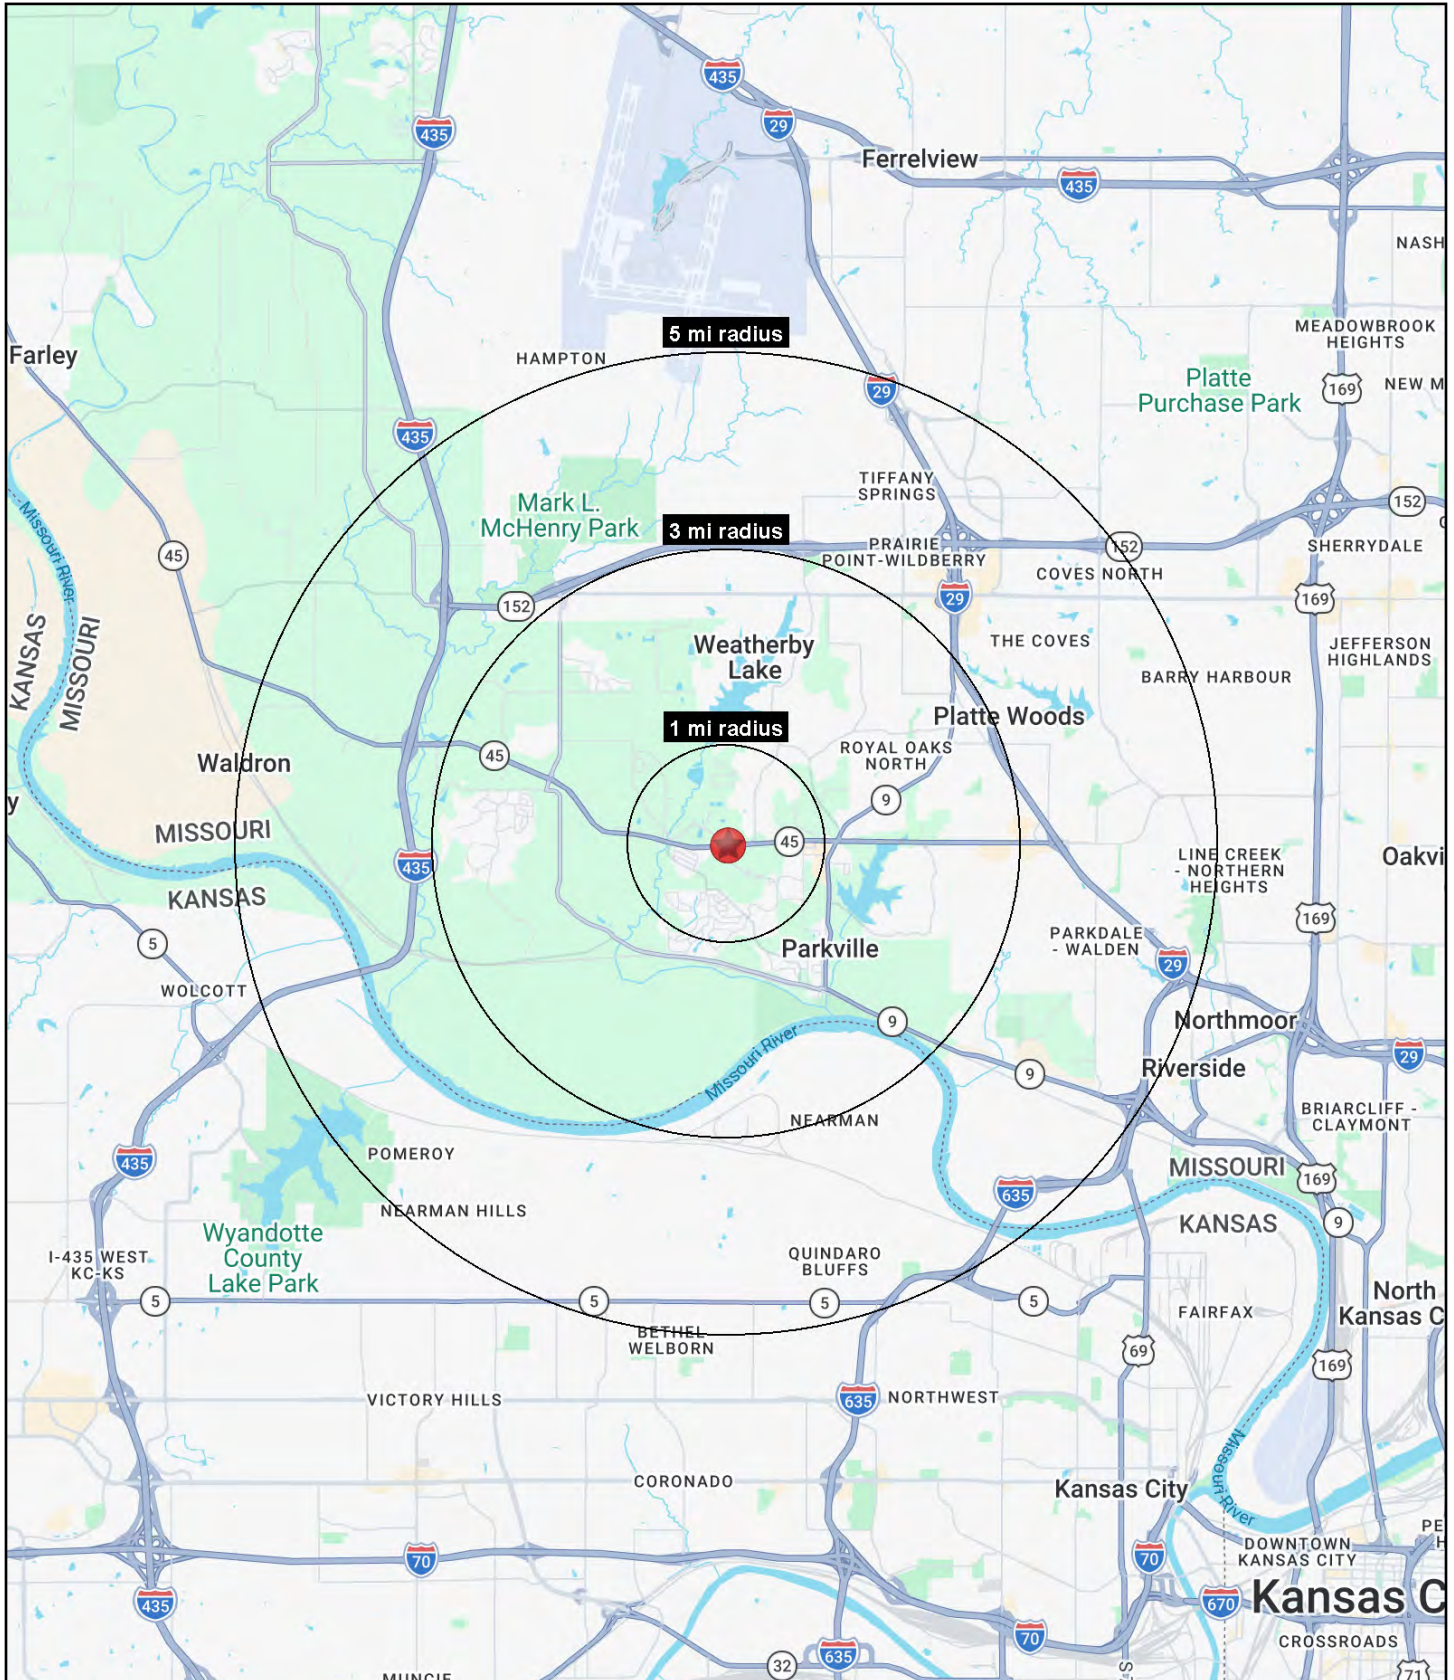 435
29
435
Ferrelview
435
NASH
5 mi radius
HAMPTON
Farley
MEADOWBROOK
HEIGHTS
Platte
Purchase Park
169
NEW M
29
435
TIFFANY
SPRINGS
Mark L.
McHenry Park
152
3 mi radius
Missouri River
45
PRAIRIE
POINT-WILDBERRY
152
SHERRYDALE
COVES NORTH
152
29
169
KANSAS
MISSOURI
Weatherby
Lake
THE COVES
JEFFERSON
HIGHLANDS
BARRY HARBOUR
1 mi radius
Platte Woods
45
ROYAL OAKS
NORTH
Waldron
9
y
MISSOURI
45
435
KANSAS
LINE CREEK
- NORTHERN
HEIGHTS
Oakvi
169
5
Parkville
PARKDALE
- WALDEN
29
WOLCOTT
9
Northmoor
29
Missouri River
9
Riverside
NEARMAN
BRIARCLIFF -
CLAYMONT
435
POMEROY
MISSOURI
169
635
NEARMAN HILLS
KANSAS
9
Wyandotte
County
Lake Park
I-435 WEST
KC-KS
QUINDARO
BLUFFS
5
5
5
5
FAIRFAX
North
Kansas C
BETHEL
WELBORN
69
169
VICTORY HILLS
635
NORTHWEST
Missouri River
CORONADO
Kansas City
PE
H
DOWNTOWN
KANSAS CITY
70
70
435
670
Kansas C
70
CROSSROADS
32
635
MUNCIE
S
71